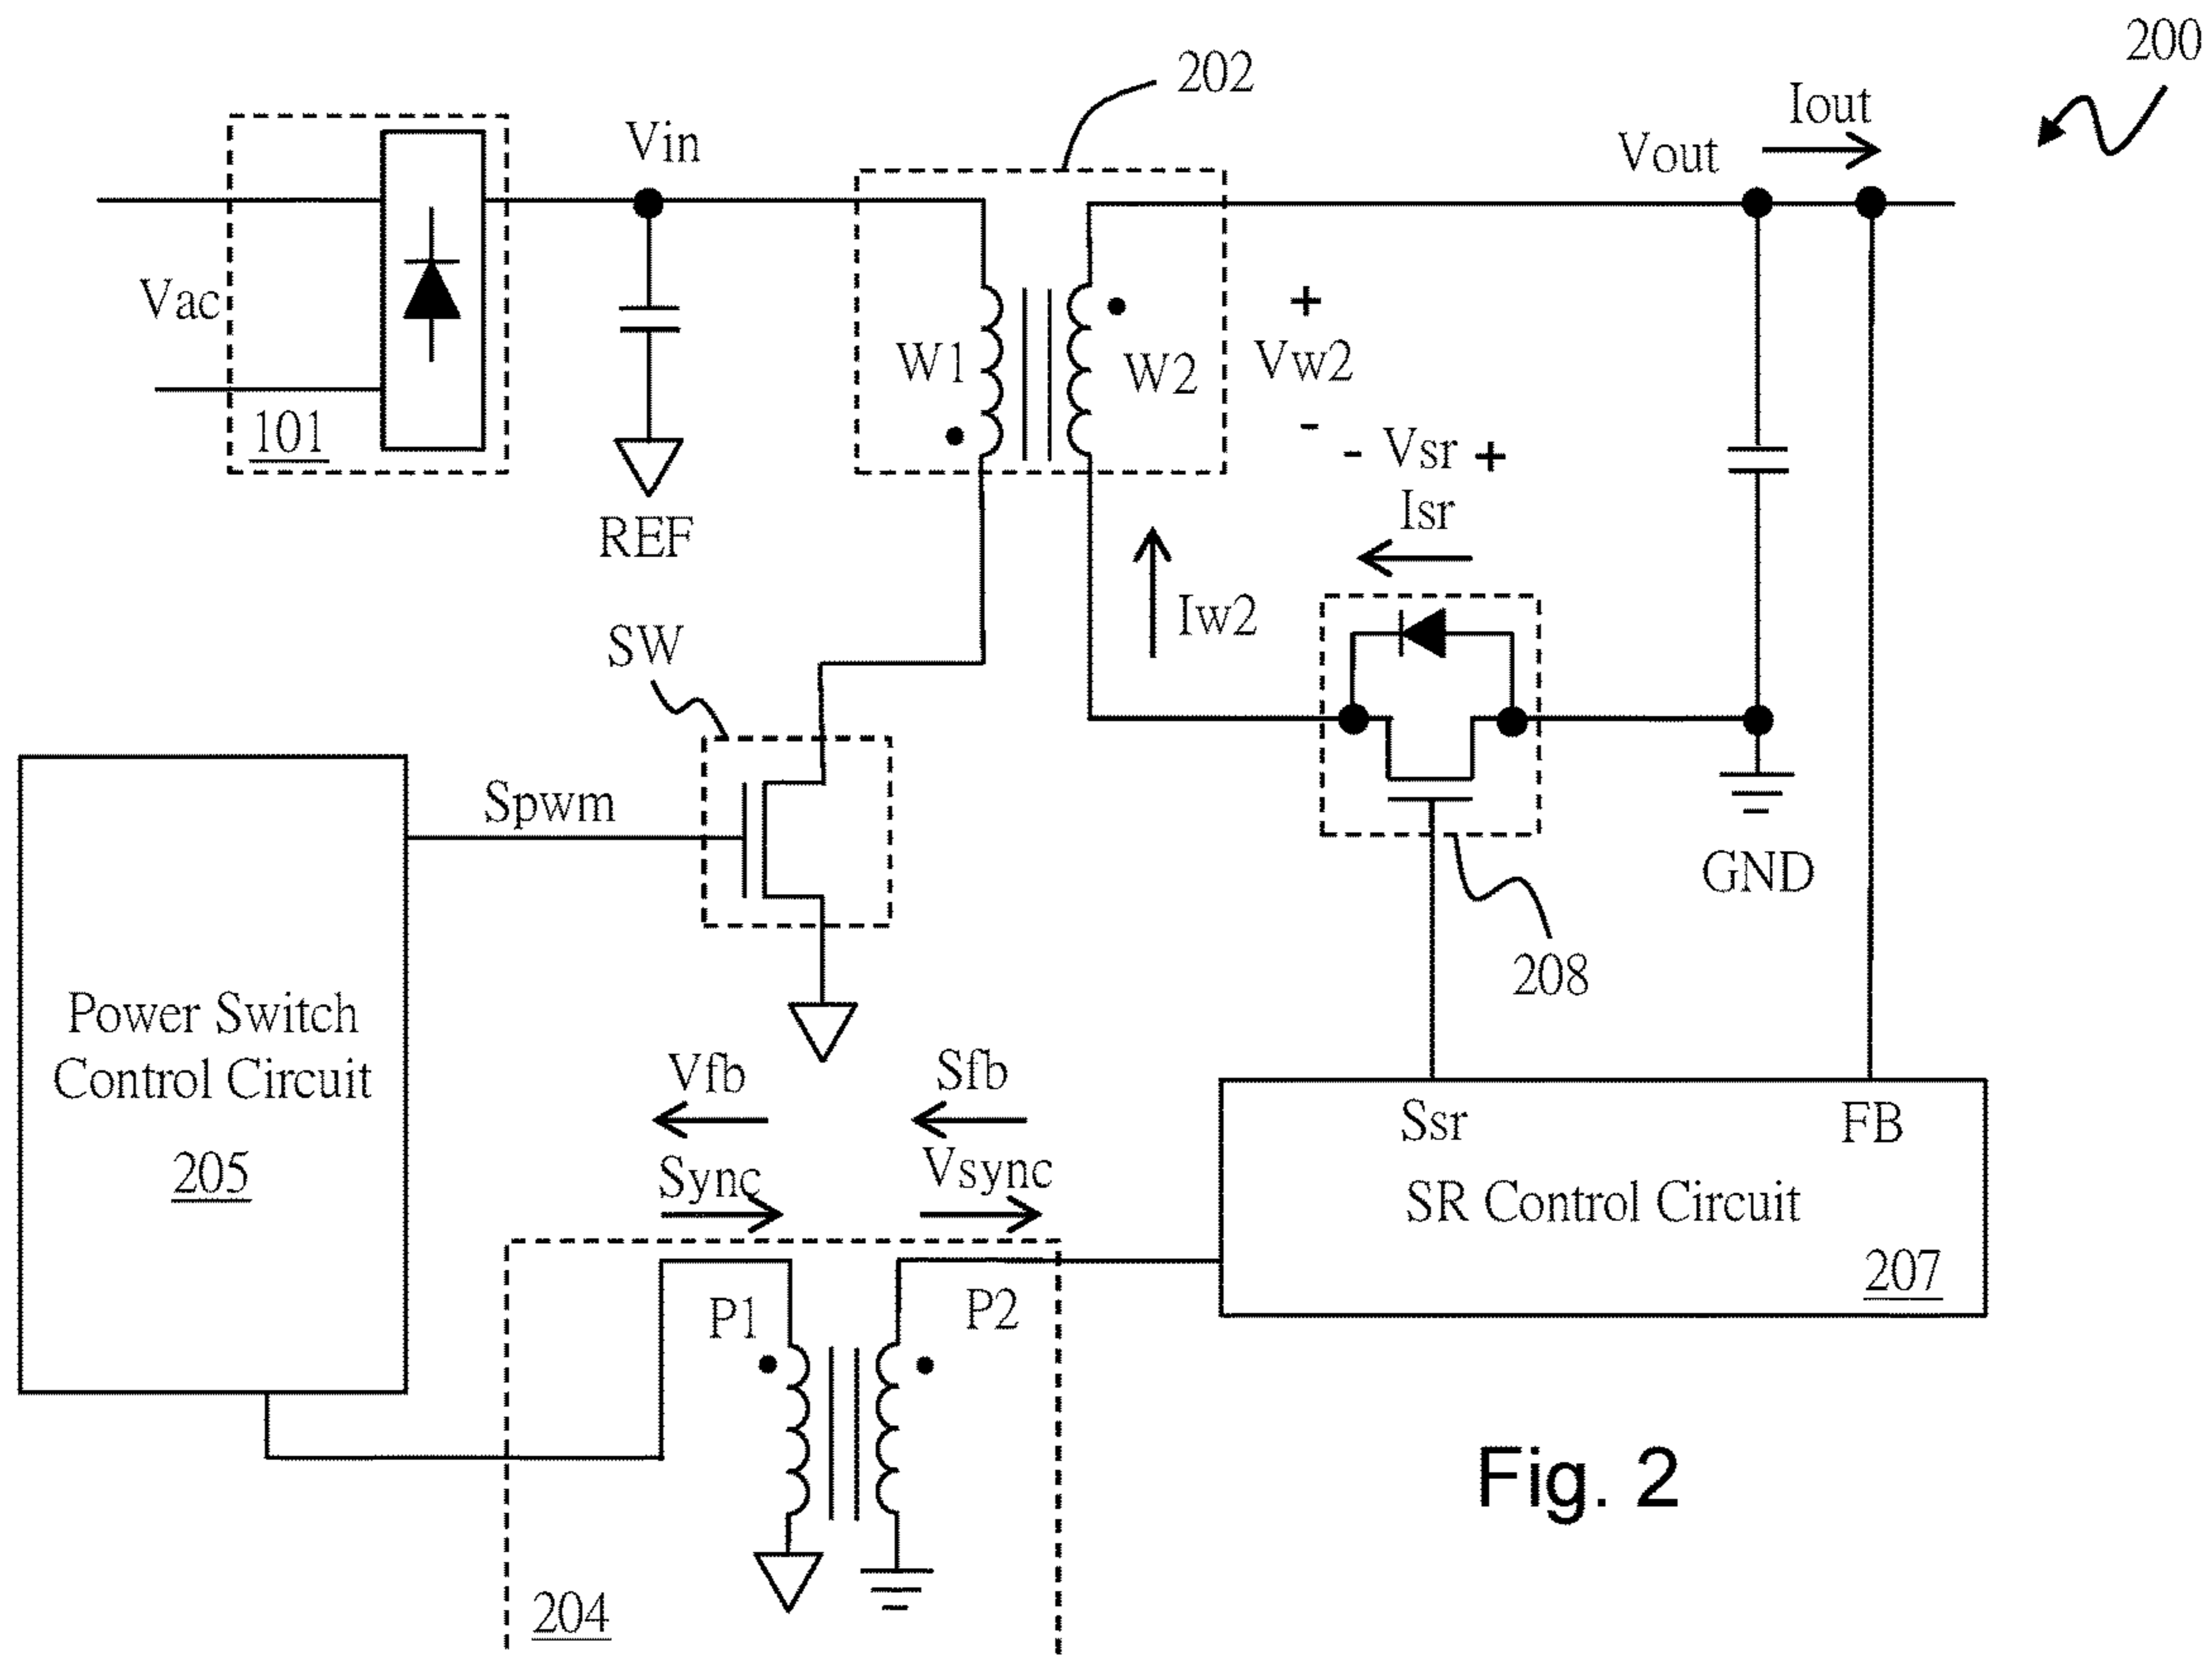 200
202
Iout
Vout
Vin
Vac
101
W1
W2
+
Vw2
-
- Vsr +
Isr
REF
Iw2
SW
Spwm
GND
208
Power Switch
Control Circuit
205
Vfb
Sfb
Sync
Vsync
Ssr
FB
SR Control Circuit
207
P1
P2
204
Fig. 2